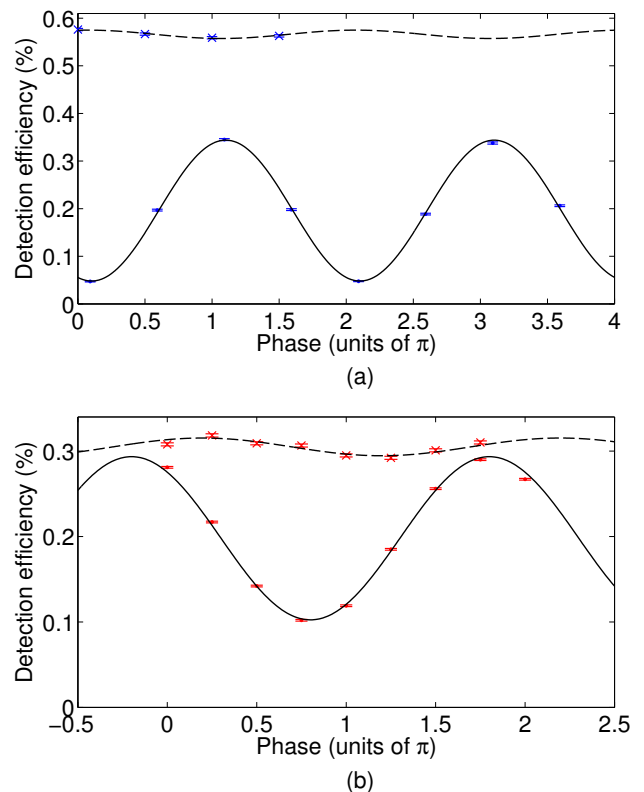 0.6
0.5
0.4
0.3
0.2
0.1
0
Detection efficiency (%)
0 0.5 1 1.5 2 2.5 3 3.5 4
Phase (units of π)
(a)
0.3
0.2
0.1
0
Detection efficiency (%)
−0.5 0 0.5 1 1.5 2 2.5
Phase (units of π)
(b)